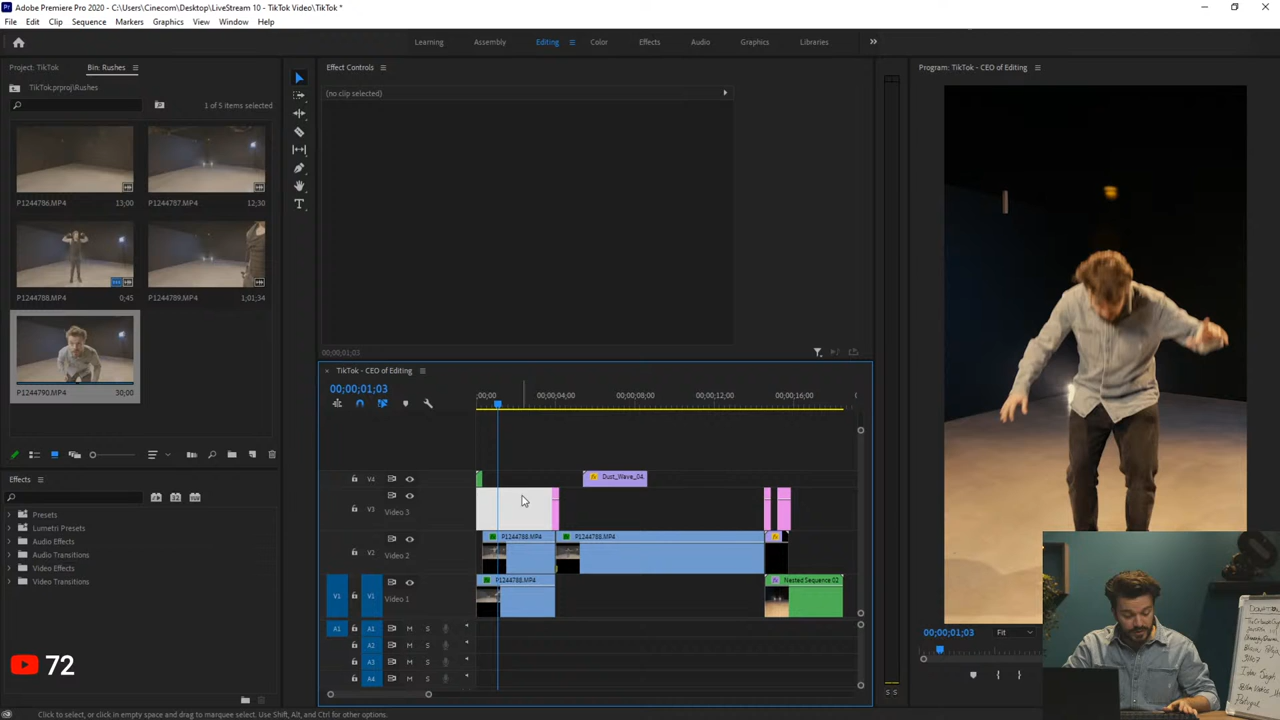 Adobe Premiere Pro 2020 - C:\Users\Cinecom\Desktop\LiveStream 10 - TikTok Video\TikTok *
File Edit Clip Sequence Markers Graphics View Window Help
Learning Assembly Editing Color Effects Audio Graphics Libraries
Project: TikTok Bin: Rushes
TikTok.prproj\Rushes
1 of 5 items selected
P1244786.MP4 13;00
P1244787.MP4 12;30
P1244788.MP4 0;45
P1244789.MP4 1;01;34
P1244790.MP4 30;00
Effects
Presets
Lumetri Presets
Audio Effects
Audio Transitions
Video Effects
Video Transitions
72
Effect Controls
(no clip selected)
00;00;01;03
TikTok - CEO of Editing
00;00;01;03
;00;00 00;00;04;00 00;00;08;00 00;00;12;00 00;00;16;00
V4 Dust_Wave_04.
V3 Video 3
V2 Video 2 P1244788.MP4 P1244788.MP4
V1 V1 Video 1 P1244788.MP4 Nested Sequence 02
A1 A1 M S
A2 M S
A3 M S
A4 M S
S S
Program: TikTok - CEO of Editing
00;00;01;03 Fit
Click to select, or click in empty space and drag to marquee select. Use Shift, Alt, and Ctrl for other options.